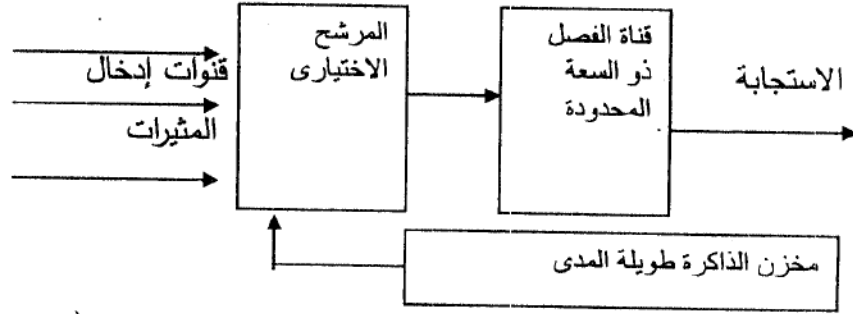 قنوات إدخال
المثيرات
المرشح
الاختيارى
قناة الفصل
ذو السعة
المحدودة
الاستجابة
مخزن الذاكرة طويلة المدى